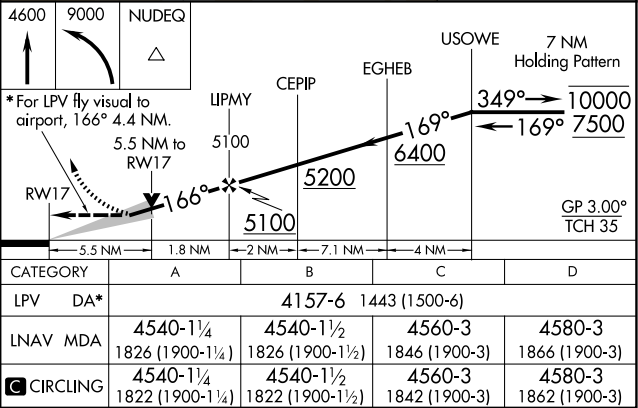 4600 9000 NUDEQ
USOWE
7 NM
Holding Pattern
EGHEB
CEPIP
LIPMY
*For LPV fly visual to
airport, 166° 4.4 NM.
5.5 NM to
RW17
5100
349° 10000
169° 7500
169°
6400
RW17
166°
5200
5100
GP 3.00°
TCH 35
5.5 NM 1.8 NM 2 NM 7.1 NM 4 NM
CATEGORY A B C D
LPV DA* 4157-6 1443 (1500-6)
LNAV MDA 4540-1¼ 4540-1½ 4560-3 4580-3
1826 (1900-1¼) 1826 (1900-1½) 1846 (1900-3) 1866 (1900-3)
C CIRCLING 4540-1¼ 4540-1½ 4560-3 4580-3
1822 (1900-1¼) 1822 (1900-1½) 1842 (1900-3) 1862 (1900-3)